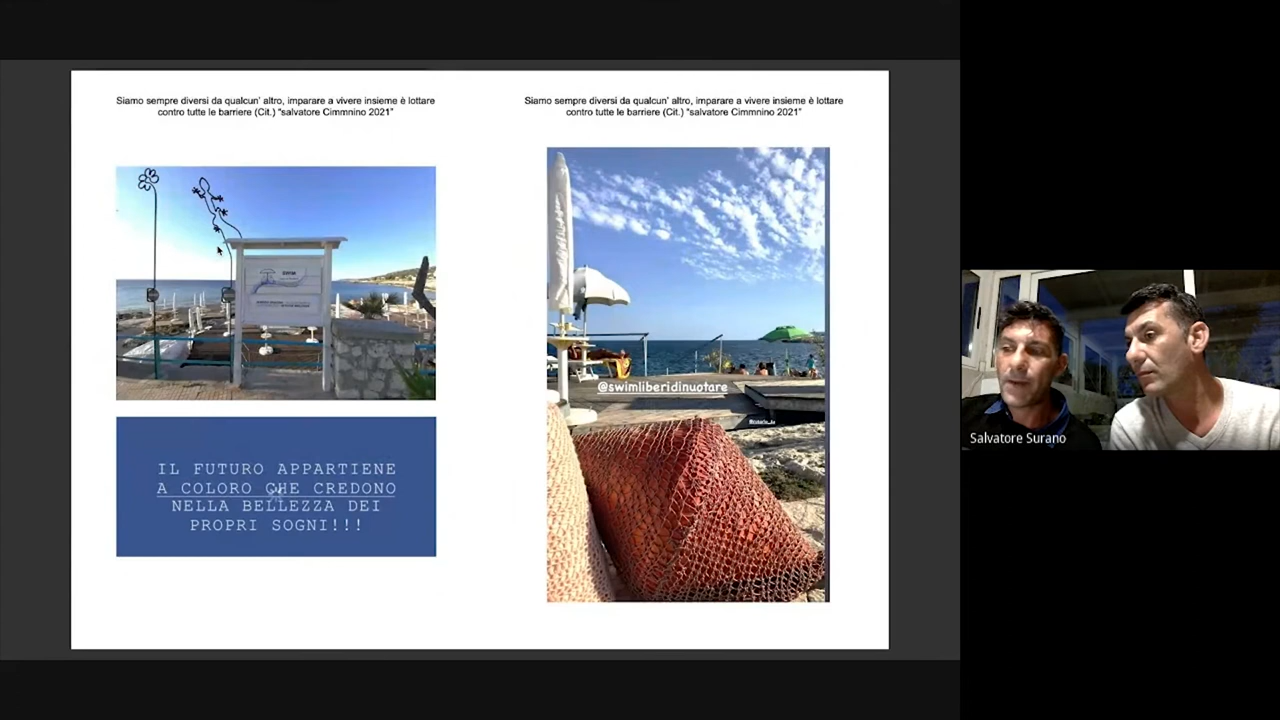 Siamo sempre diversi da qualcun' altro, imparare a vivere insieme è lottare
contro tutte le barriere (Cit.) "salvatore Cimmnino 2021"
IL FUTURO APPARTIENE
A COLORO CHE CREDONO
NELLA BELLEZZA DEI
PROPRI SOGNI!!!
Siamo sempre diversi da qualcun' altro, imparare a vivere insieme è lottare
contro tutte le barriere (Cit.) "salvatore Cimmnino 2021"
@swimliberidinuotare
Salvatore Surano